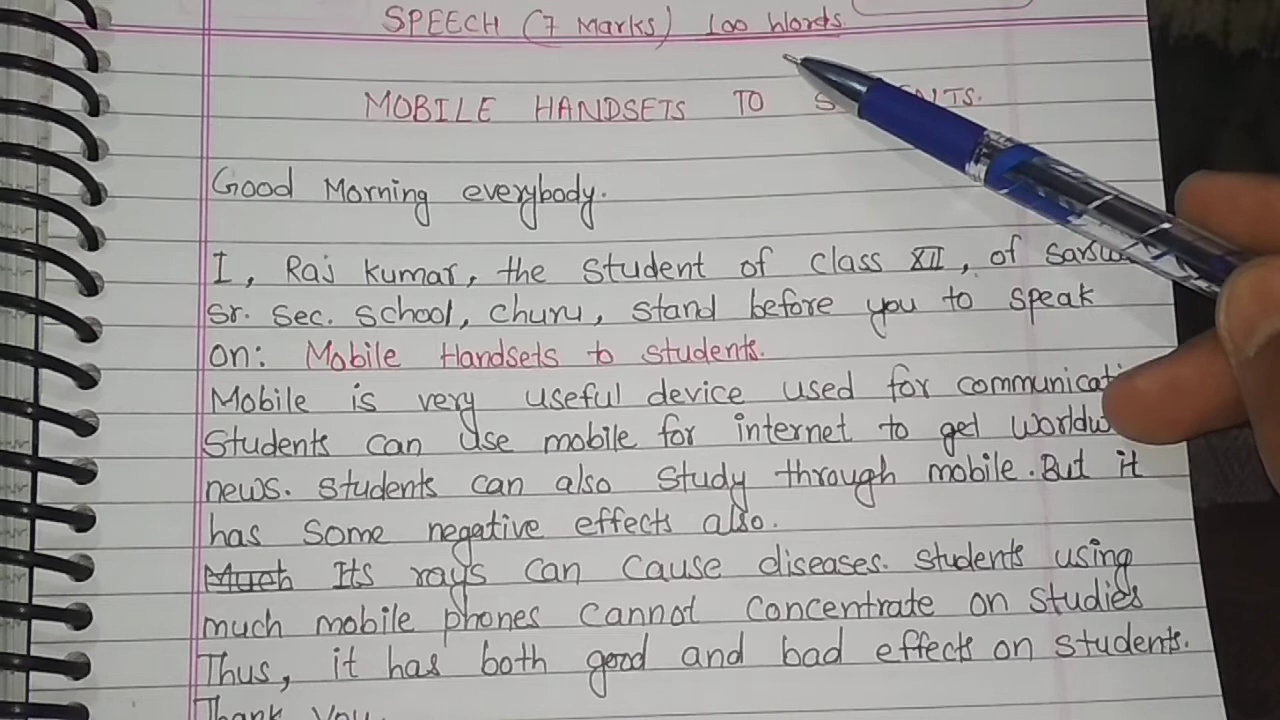 SPEECH (7 Marks) 100 Words.
MOBILE HANDSETS TO
Good Morning everybody.
I, Raj Kumar, the student of class XII, of
Sr. Sec. School, Churu, stand before you to speak
on: Mobile Handsets to students.
Mobile is very useful device used for
Students can use mobile for internet to get
news. students can also study through mobile. But it
has some negative effects also.
Much Its rays can cause diseases. students using
much mobile phones cannot concentrate on studies
Thus, it has both good and bad effects on students.
Thank You.